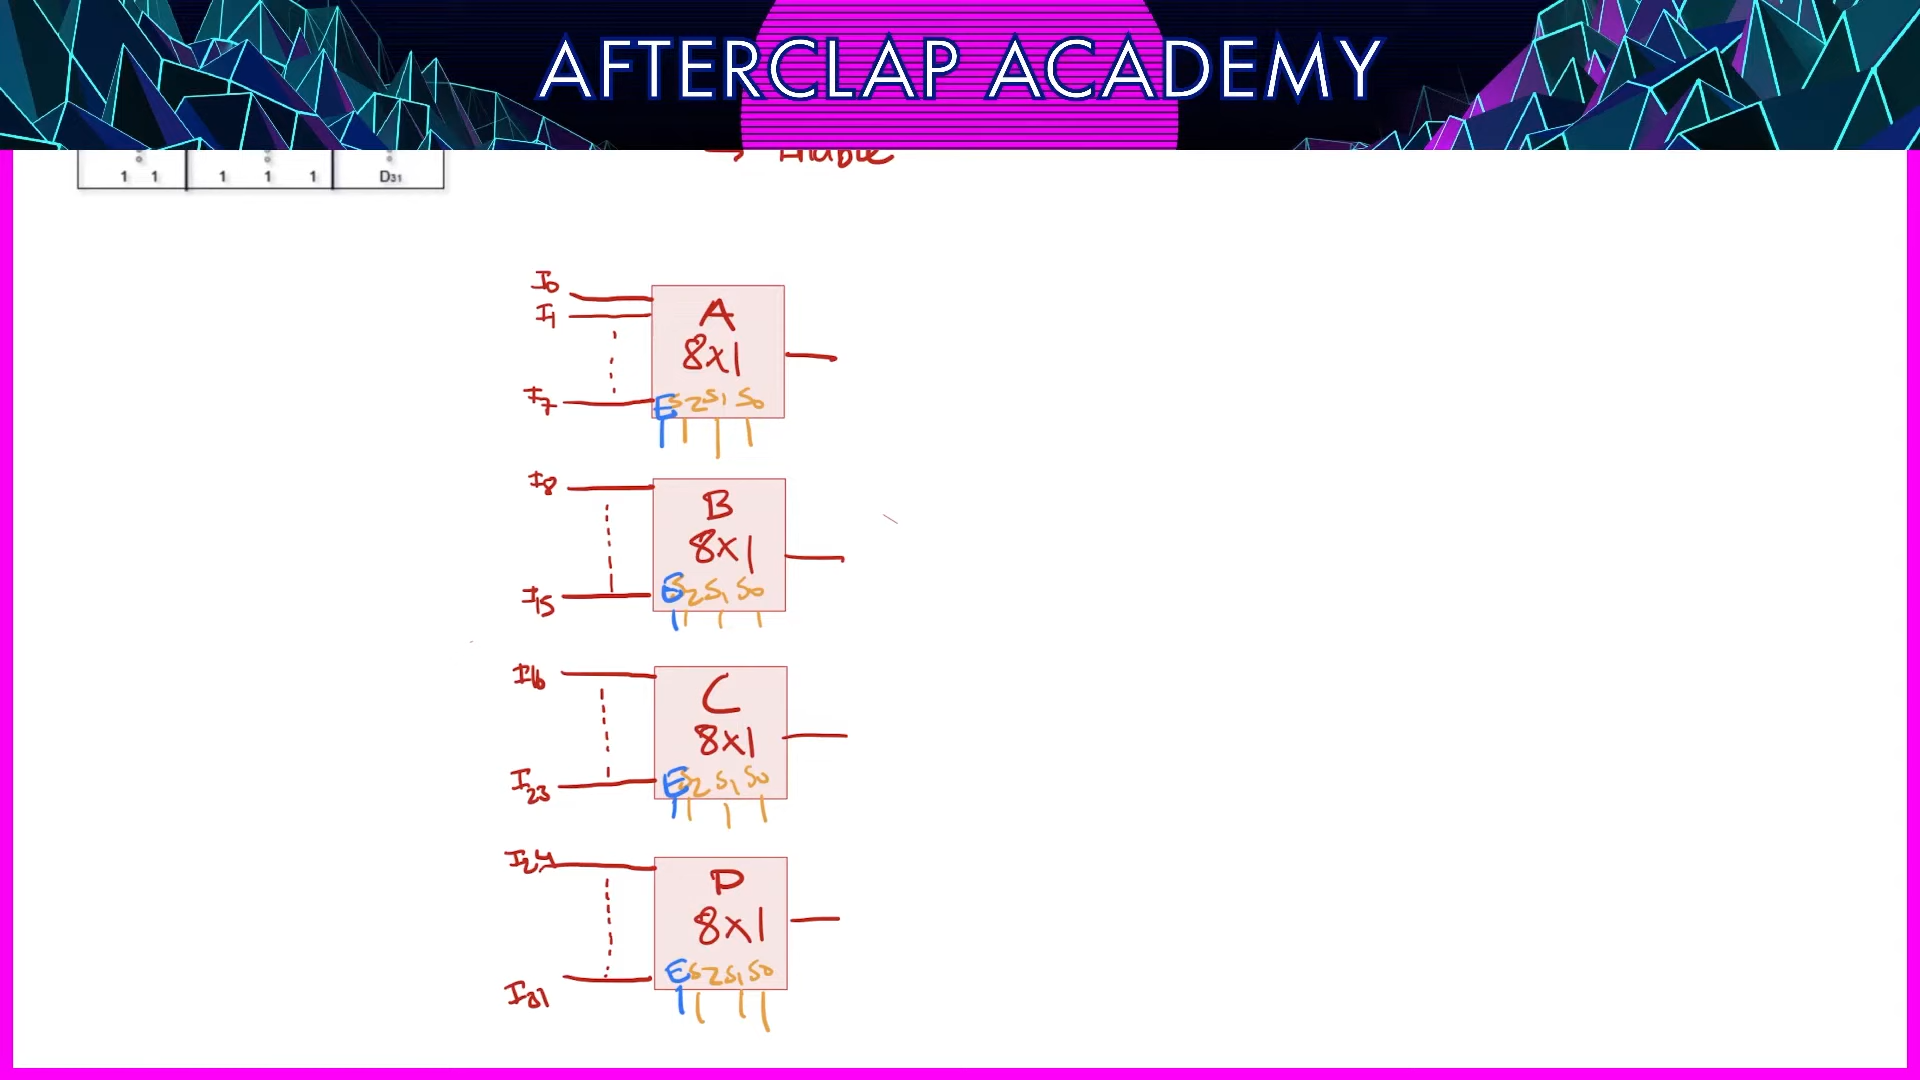 AFTERCLAP ACADEMY
1 1 1 1 1 D31
I0
I1
A
8x1
I7
E S2 S1 S0
I8
B
8x1
I15
E S2 S1 S0
I16
C
8x1
I23
E S2 S1 S0
I24
D
8x1
E S2 S1 S0
I31